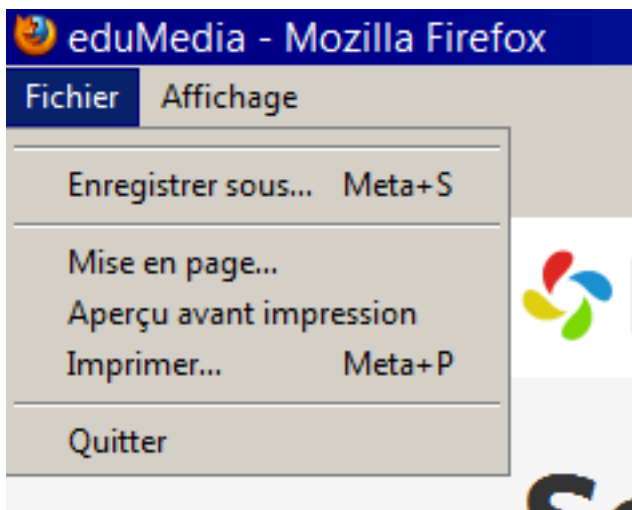 eduMedia - Mozilla Firefox
Fichier Affichage
Enregistrer sous... Meta+S
Mise en page...
Aperçu avant impression
Imprimer... Meta+P
Quitter